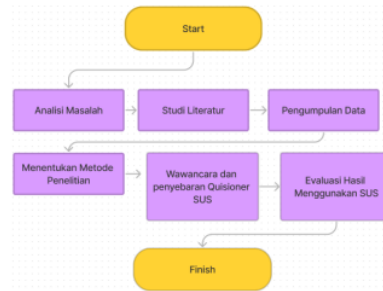 Start
Analisi Masalah
Studi Literatur
Pengumpulan Data
Menentukan Metode
Penelitian
Wawancara dan
penyebaran Quisioner
SUS
Evaluasi Hasil
Menggunakan SUS
Finish